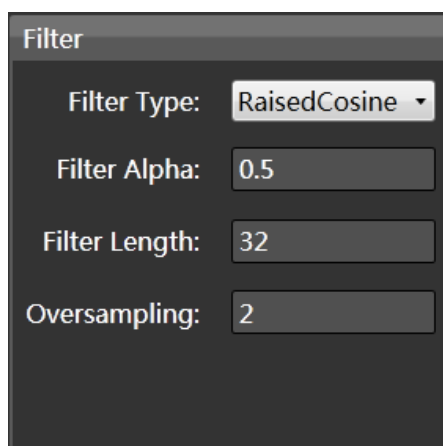 Filter
Filter Type: RaisedCosine
Filter Alpha: 0.5
Filter Length: 32
Oversampling: 2